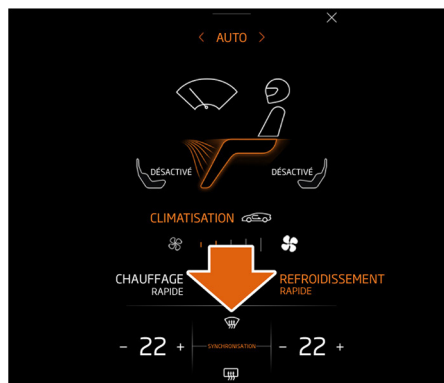 AUTO
DÉSACTIVÉ DÉSACTIVÉ
CLIMATISATION
CHAUFFAGE REFROIDISSEMENT
RAPIDE RAPIDE
- 22 + SYNCHRONISATION - 22 +